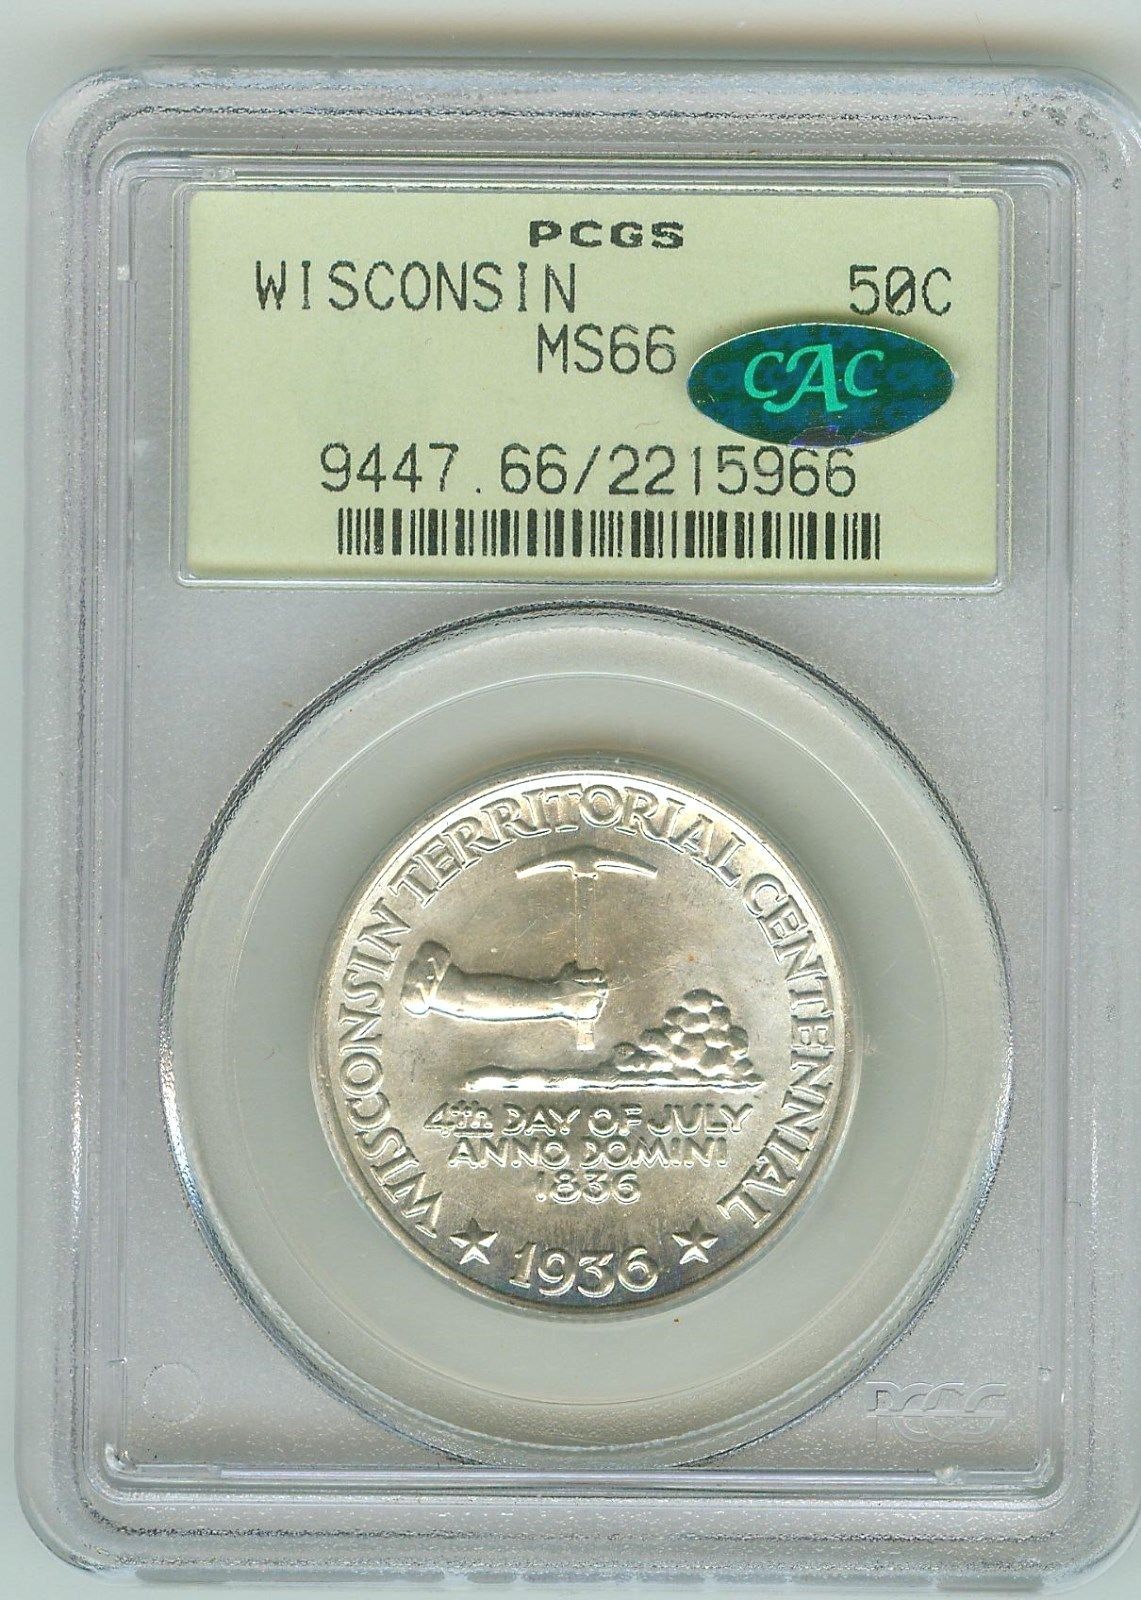 PCGS
WISCONSIN 50C
MS66
CAC
9447.66/2215966
WISCONSIN TERRITORIAL CENTENNIAL
4th DAY OF JULY
ANNO DOMINI
1836
★ 1936 ★
PCGS